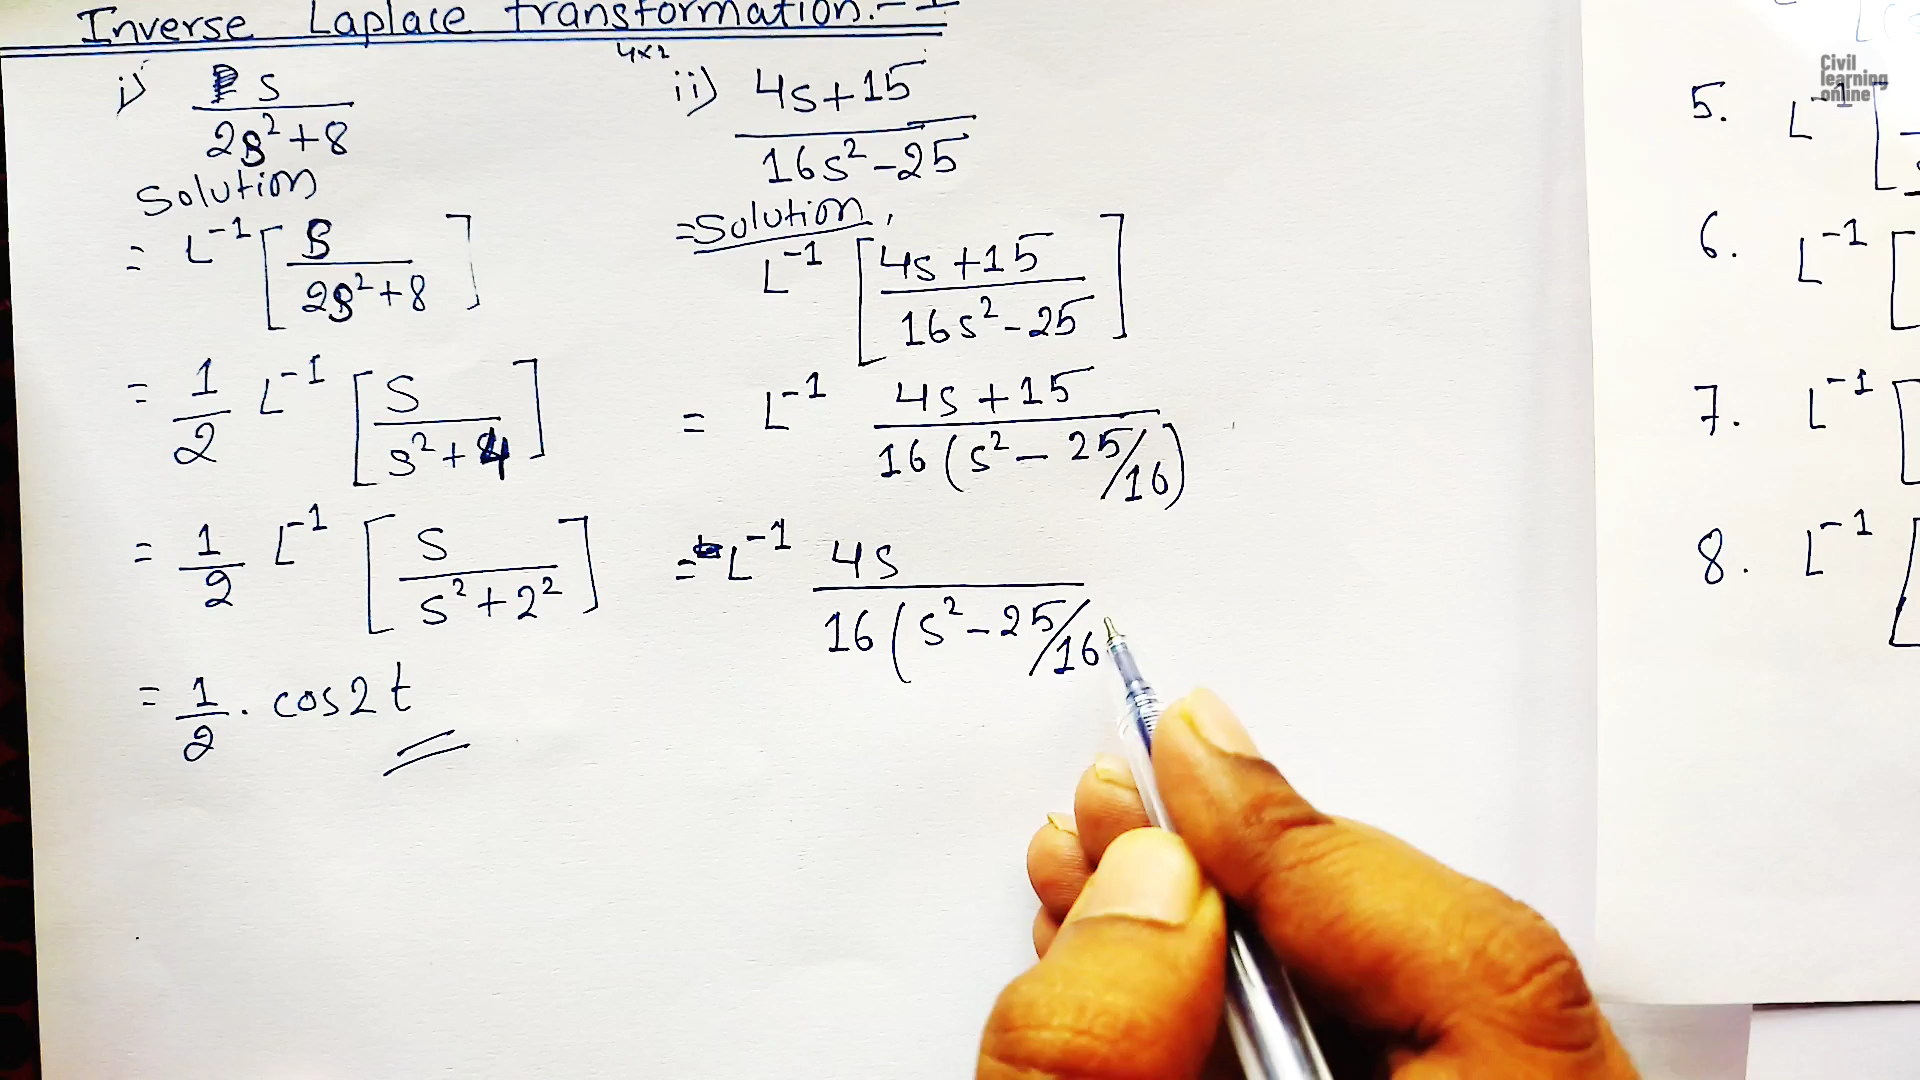 Inverse Laplace transformation.-I
4x2
i) s
2s²+8
Solution
= L⁻¹ [ s
2s²+8 ]
= 1/2 L⁻¹ [ s
s²+4 ]
= 1/2 L⁻¹ [ s
s²+2² ]
= 1/2 . cos2t
ii) 4s+15
16s²-25
=Solution,
L⁻¹ [ 4s+15
16s²-25 ]
= L⁻¹ 4s+15
16(s²-25/16)
= L⁻¹ 4s
16(s²-25/16
5. L⁻¹ [
6. L⁻¹ [
7. L⁻¹ [
8. L⁻¹ [
Civil
learning
online